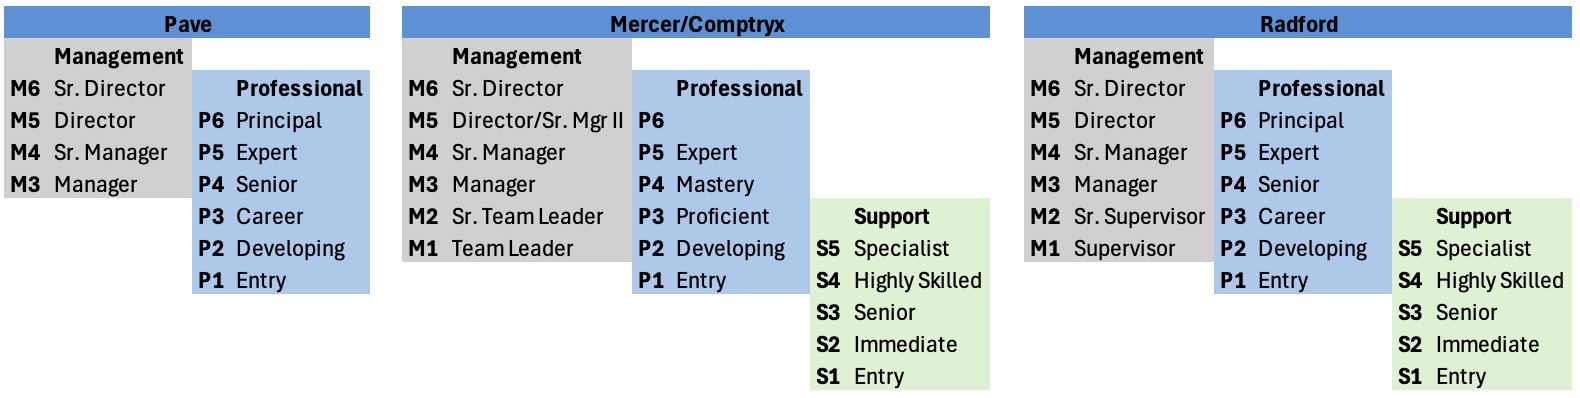 Pave
Management
Professional
M6 Sr. Director
M5 Director P6 Principal
M4 Sr. Manager P5 Expert
M3 Manager P4 Senior
P3 Career
P2 Developing
P1 Entry
Mercer/Comptryx
Management
M6 Sr. Director Professional
M5 Director/Sr. Mgr II P6
M4 Sr. Manager P5 Expert
M3 Manager P4 Mastery
M2 Sr. Team Leader P3 Proficient Support
M1 Team Leader P2 Developing S5 Specialist
P1 Entry S4 Highly Skilled
S3 Senior
S2 Immediate
S1 Entry
Radford
Management
M6 Sr. Director Professional
M5 Director P6 Principal
M4 Sr. Manager P5 Expert
M3 Manager P4 Senior
M2 Sr. Supervisor P3 Career Support
M1 Supervisor P2 Developing S5 Specialist
P1 Entry S4 Highly Skilled
S3 Senior
S2 Immediate
S1 Entry